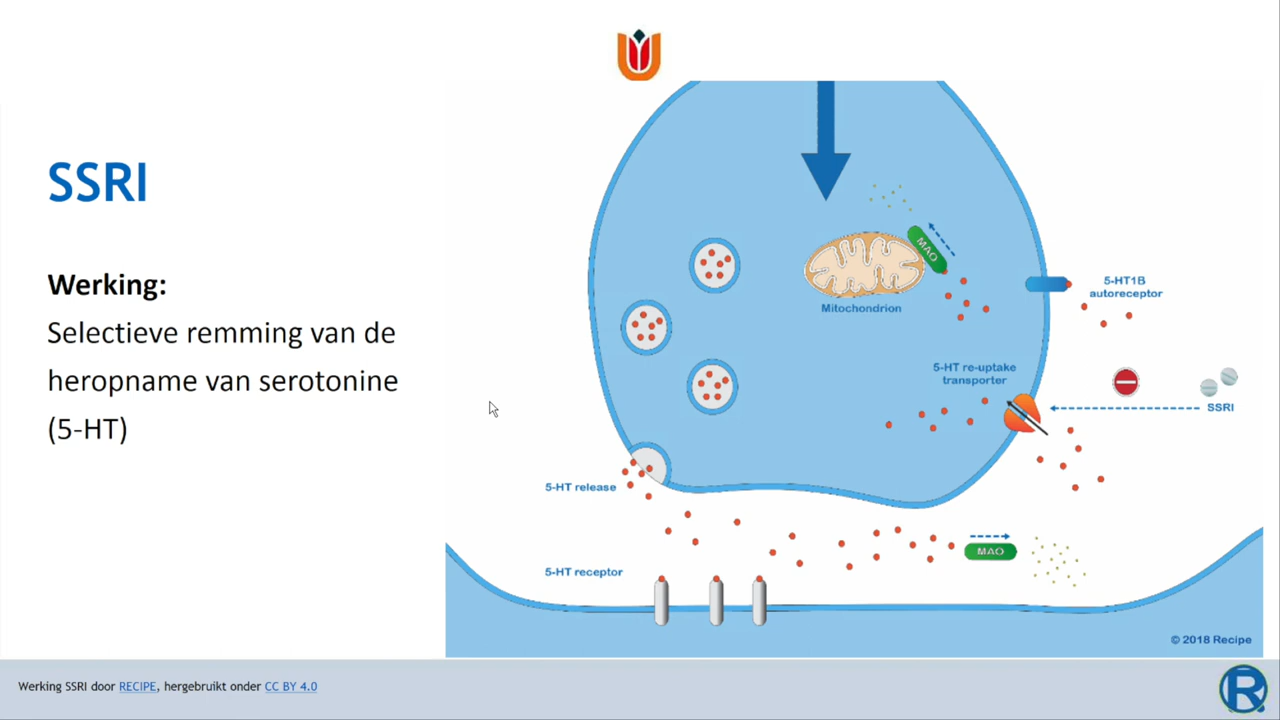 SSRI
Werking:
Selectieve remming van de
heropname van serotonine
(5-HT)
MAO
Mitochondrion
5-HT1B
autoreceptor
5-HT re-uptake
transporter
SSRI
5-HT release
MAO
5-HT receptor
© 2018 Recipe
Werking SSRI door RECIPE, hergebruikt onder CC BY 4.0